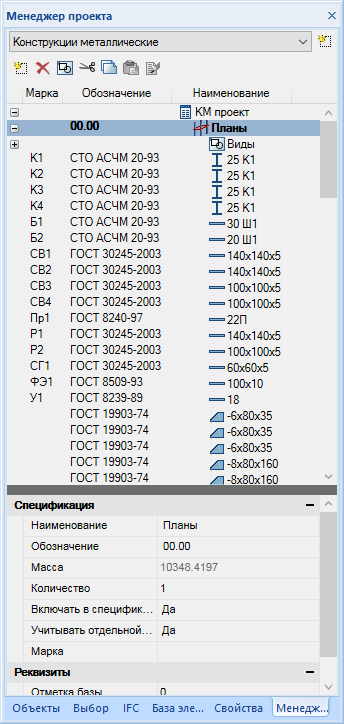 Менеджер проекта
Конструкции металлические
Марка Обозначение Наименование
КМ проект
00.00 Планы
Виды
К1 СТО АСЧМ 20-93 25 К1
К2 СТО АСЧМ 20-93 25 К1
К3 СТО АСЧМ 20-93 25 К1
К4 СТО АСЧМ 20-93 25 К1
Б1 СТО АСЧМ 20-93 30 Ш1
Б2 СТО АСЧМ 20-93 20 Ш1
СВ1 ГОСТ 30245-2003 140x140x5
СВ2 ГОСТ 30245-2003 140x140x5
СВ3 ГОСТ 30245-2003 100x100x5
СВ4 ГОСТ 30245-2003 100x100x5
Пр1 ГОСТ 8240-97 22П
Р1 ГОСТ 30245-2003 140x140x5
Р2 ГОСТ 30245-2003 100x100x5
СГ1 ГОСТ 30245-2003 60x60x5
ФЭ1 ГОСТ 8509-93 100x10
У1 ГОСТ 8239-89 18
ГОСТ 19903-74 -6x80x35
ГОСТ 19903-74 -6x80x35
ГОСТ 19903-74 -6x80x35
ГОСТ 19903-74 -8x80x160
ГОСТ 19903-74 -8x80x160
Спецификация
Наименование Планы
Обозначение 00.00
Масса 10348.4197
Количество 1
Включать в специфик... Да
Учитывать отдельной... Да
Марка
Реквизиты
Отметка базы 0
Объекты Выбор IFC База эле... Свойства Менедж...